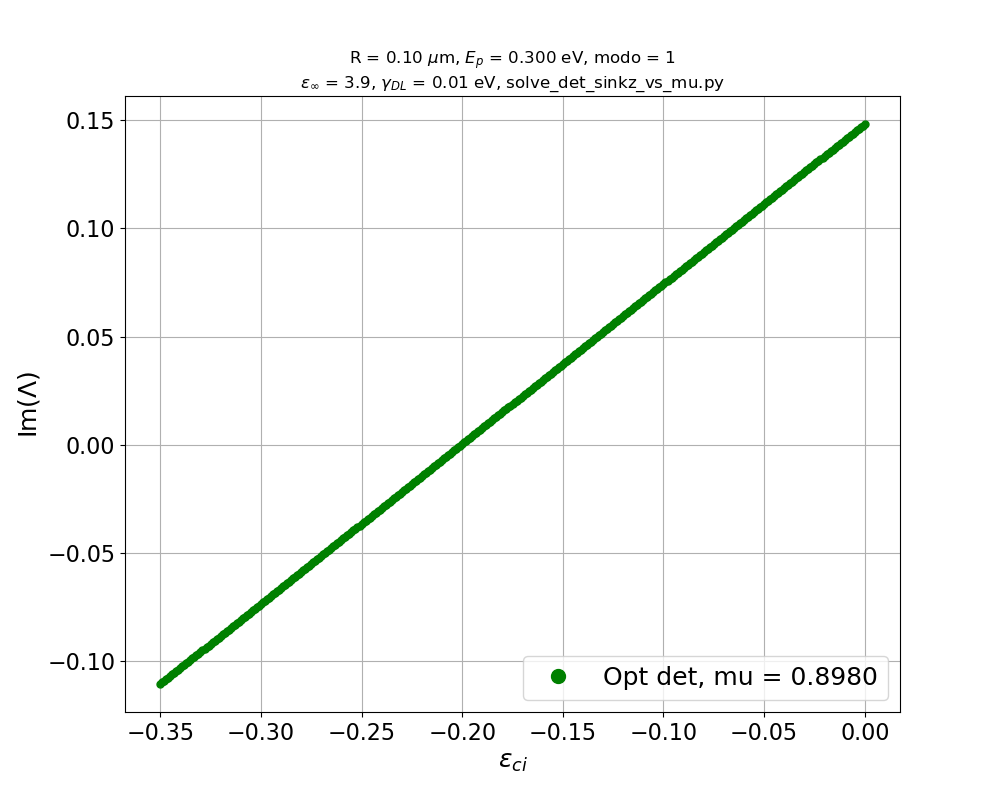 R = 0.10 μm, E_p = 0.300 eV, modo = 1
ε_∞ = 3.9, γ_DL = 0.01 eV, solve_det_sinkz_vs_mu.py
0.15
0.10
0.05
0.00
−0.05
−0.10
Im(Λ)
Opt det, mu = 0.8980
−0.35 −0.30 −0.25 −0.20 −0.15 −0.10 −0.05 0.00
ε_ci